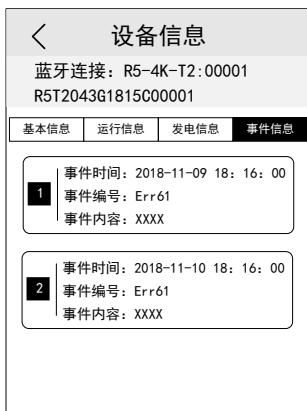 设备信息
蓝牙连接：R5-4K-T2:00001
R5T2043G1815C00001
基本信息 运行信息 发电信息 事件信息
事件时间：2018-11-09 18：16：00
1 事件编号：Err61
事件内容：XXXX
事件时间：2018-11-10 18：16：00
2 事件编号：Err61
事件内容：XXXX